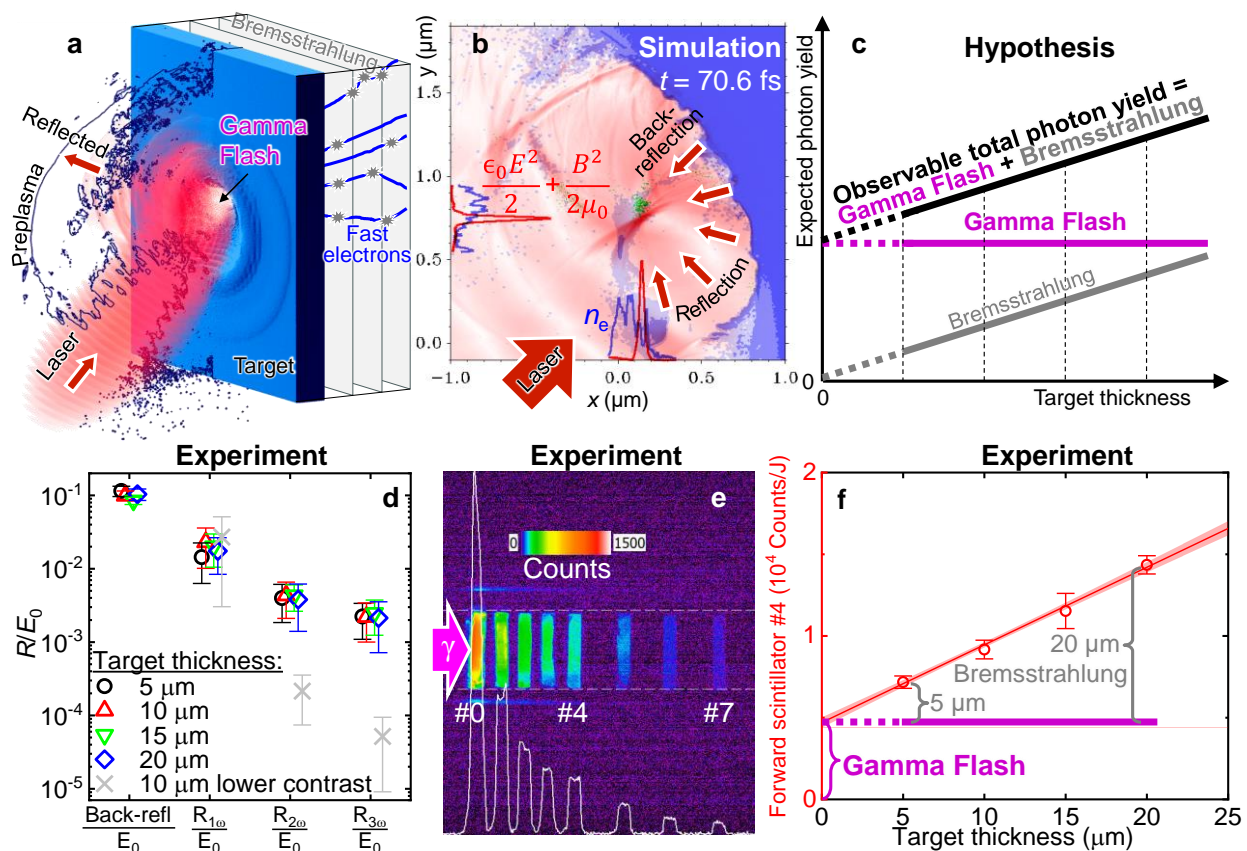 a
Bremsstrahlung
Reflected
Preplasma
Gamma
Flash
Fast
electrons
Laser
Target
b
Simulation
t = 70.6 fs
y (μm)
1.5
1.0
0.5
0.0
−1.0
0.0
0.5
1.0
x (μm)
ϵ₀E²/2 + B²/2μ₀
Back-
reflection
Reflection
nₑ
Laser
c
Hypothesis
Expected photon yield
Observable total photon yield =
Gamma Flash + Bremsstrahlung
Gamma Flash
Bremsstrahlung
0
0
Target thickness
Experiment
d
R/E₀
10⁻¹
10⁻²
10⁻³
10⁻⁴
10⁻⁵
Target thickness:
5 μm
10 μm
15 μm
20 μm
10 μm lower contrast
Back-refl/E₀
R₁ω/E₀
R₂ω/E₀
R₃ω/E₀
Experiment
e
0
1500
Counts
γ
#0
#4
#7
Experiment
f
Forward scintillator #4 (10⁴ Counts/J)
2
1
0
20 μm
Bremsstrahlung
5 μm
Gamma Flash
0
5
10
15
20
25
Target thickness (μm)